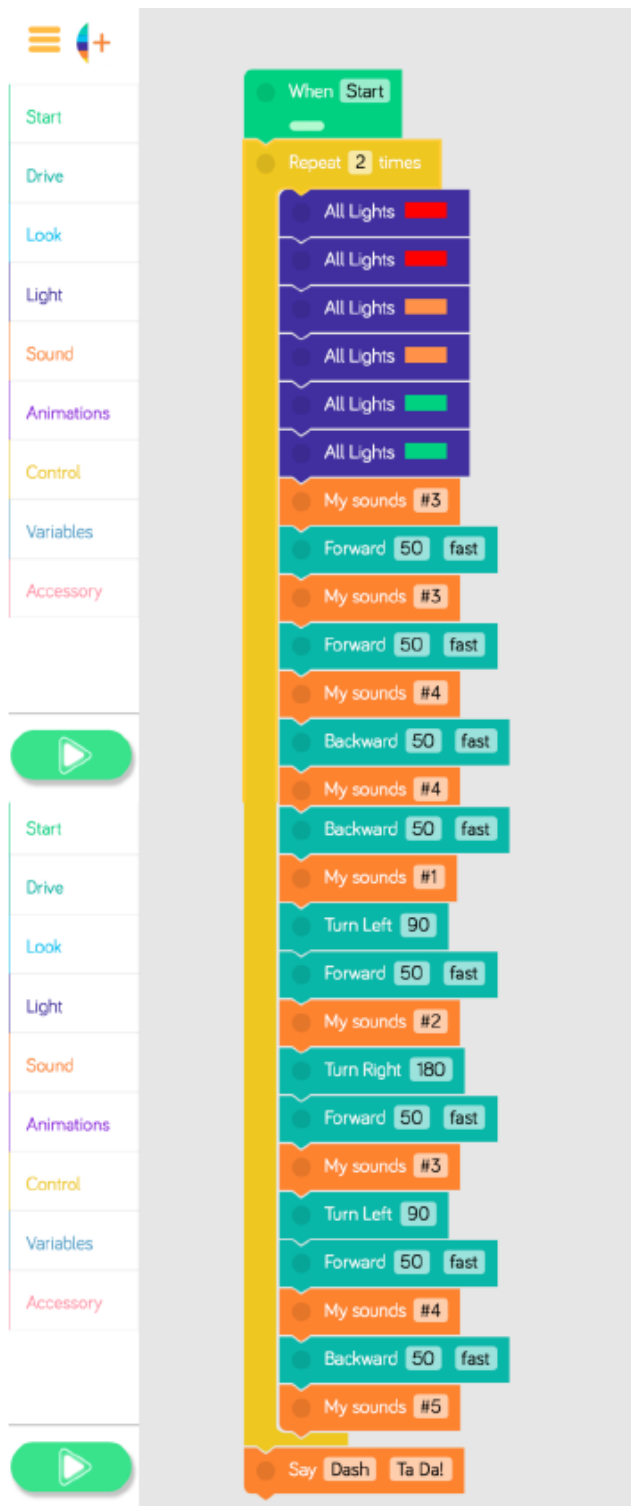 When Start
Repeat 2 times
All Lights
All Lights
All Lights
All Lights
All Lights
All Lights
My sounds #3
Forward 50 fast
My sounds #3
Forward 50 fast
My sounds #4
Backward 50 fast
My sounds #4
Backward 50 fast
My sounds #1
Turn Left 90
Forward 50 fast
My sounds #2
Turn Right 180
Forward 50 fast
My sounds #3
Turn Left 90
Forward 50 fast
My sounds #4
Backward 50 fast
My sounds #5
Say Dash Ta Da!
Start
Drive
Look
Light
Sound
Animations
Control
Variables
Accessory
Start
Drive
Look
Light
Sound
Animations
Control
Variables
Accessory